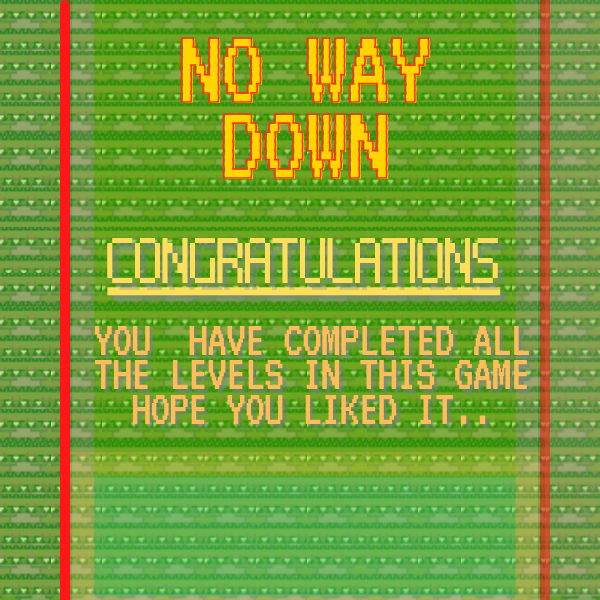 NO WAY
DOWN
CONGRATULATIONS
YOU  HAVE COMPLETED ALL
THE LEVELS IN THIS GAME
HOPE YOU LIKED IT..